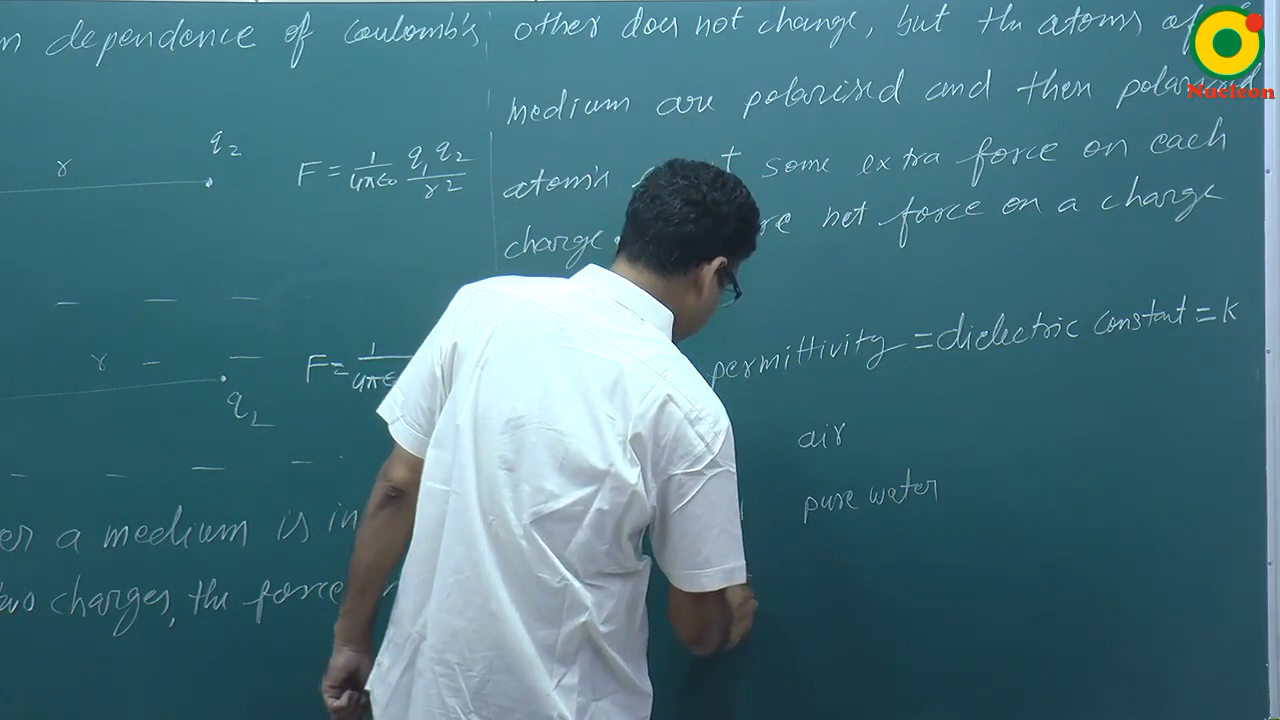 dependence of Coulomb's
q2
r
F = 1/4πε0 q1q2/r2
r
F =
q2
er a medium is in
two charges, the force
other does not change, but the atoms of
medium are polarised and then polarised
atoms some extra force on each
charge. net force on a charge
permittivity = dielectric constant = K
air
pure water
Nucleon